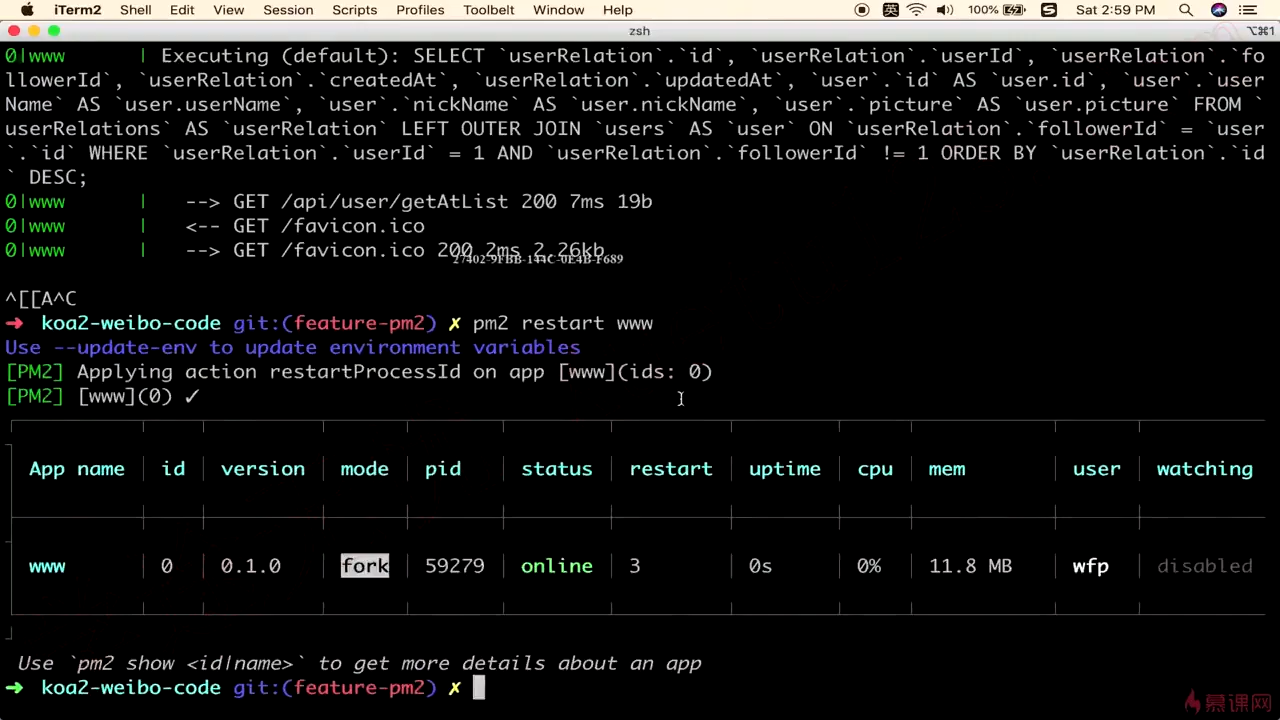 iTerm2 Shell Edit View Session Scripts Profiles Toolbelt Window Help 英 100% S Sat 2:59 PM
zsh ⌥⌘1
0|www | Executing (default): SELECT `userRelation`.`id`, `userRelation`.`userId`, `userRelation`.`fo
llowerId`, `userRelation`.`createdAt`, `userRelation`.`updatedAt`, `user`.`id` AS `user.id`, `user`.`user
Name` AS `user.userName`, `user`.`nickName` AS `user.nickName`, `user`.`picture` AS `user.picture` FROM `
userRelations` AS `userRelation` LEFT OUTER JOIN `users` AS `user` ON `userRelation`.`followerId` = `user
`.`id` WHERE `userRelation`.`userId` = 1 AND `userRelation`.`followerId` != 1 ORDER BY `userRelation`.`id
` DESC;
0|www | --> GET /api/user/getAtList 200 7ms 19b
0|www | <-- GET /favicon.ico
0|www | --> GET /favicon.ico 200 2ms 2.26kb
^[[A^C
➜ koa2-weibo-code git:(feature-pm2) ✗ pm2 restart www
Use --update-env to update environment variables
[PM2] Applying action restartProcessId on app [www](ids: 0)
[PM2] [www](0) ✓
App name id version mode pid status restart uptime cpu mem user watching
www 0 0.1.0 fork 59279 online 3 0s 0% 11.8 MB wfp disabled
Use `pm2 show <id|name>` to get more details about an app
➜ koa2-weibo-code git:(feature-pm2) ✗
慕课网